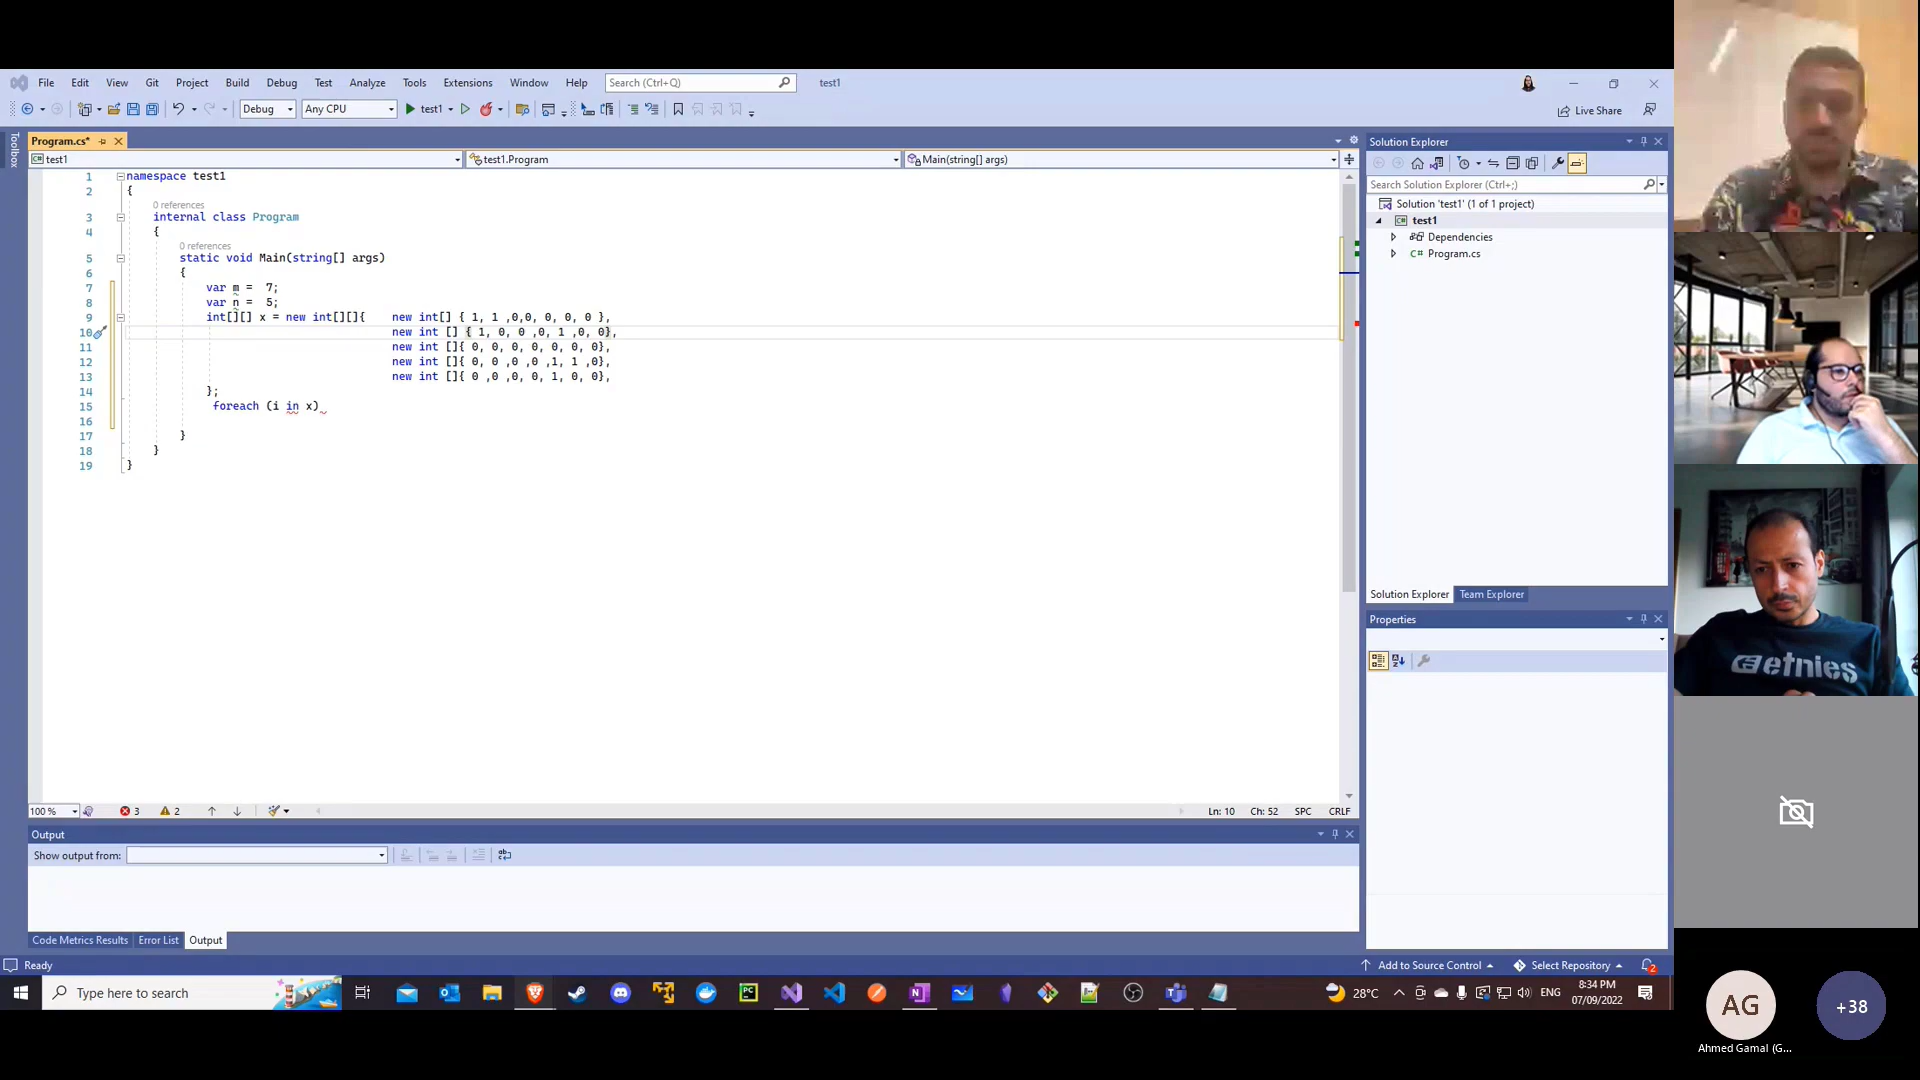 File Edit View Git Project Build Debug Test Analyze Tools Extensions Window Help Search (Ctrl+Q) test1
Debug Any CPU test1 Live Share
Toolbox
Program.cs*
test1 test1.Program Main(string[] args)
1 namespace test1
2 {
0 references
3 internal class Program
4 {
0 references
5 static void Main(string[] args)
6 {
7 var m =  7;
8 var n =  5;
9 int[][] x = new int[][]{    new int[] { 1, 1 ,0,0, 0, 0, 0 },
10 new int [] { 1, 0, 0 ,0, 1 ,0, 0},
11 new int []{ 0, 0, 0, 0, 0, 0, 0},
12 new int []{ 0, 0 ,0 ,0 ,1, 1 ,0},
13 new int []{ 0 ,0 ,0, 0, 1, 0, 0},
14 };
15 foreach (i in x)
16
17 }
18 }
19 }
100 % 3 2 Ln: 10 Ch: 52 SPC CRLF
Output
Show output from:
Code Metrics Results Error List Output
Ready Add to Source Control Select Repository 2
Solution Explorer
Search Solution Explorer (Ctrl+;)
Solution 'test1' (1 of 1 project)
C# test1
Dependencies
C# Program.cs
Solution Explorer Team Explorer
Properties
Type here to search
28°C ENG 8:34 PM
07/09/2022
etnies
AG +38
Ahmed Gamal (G...